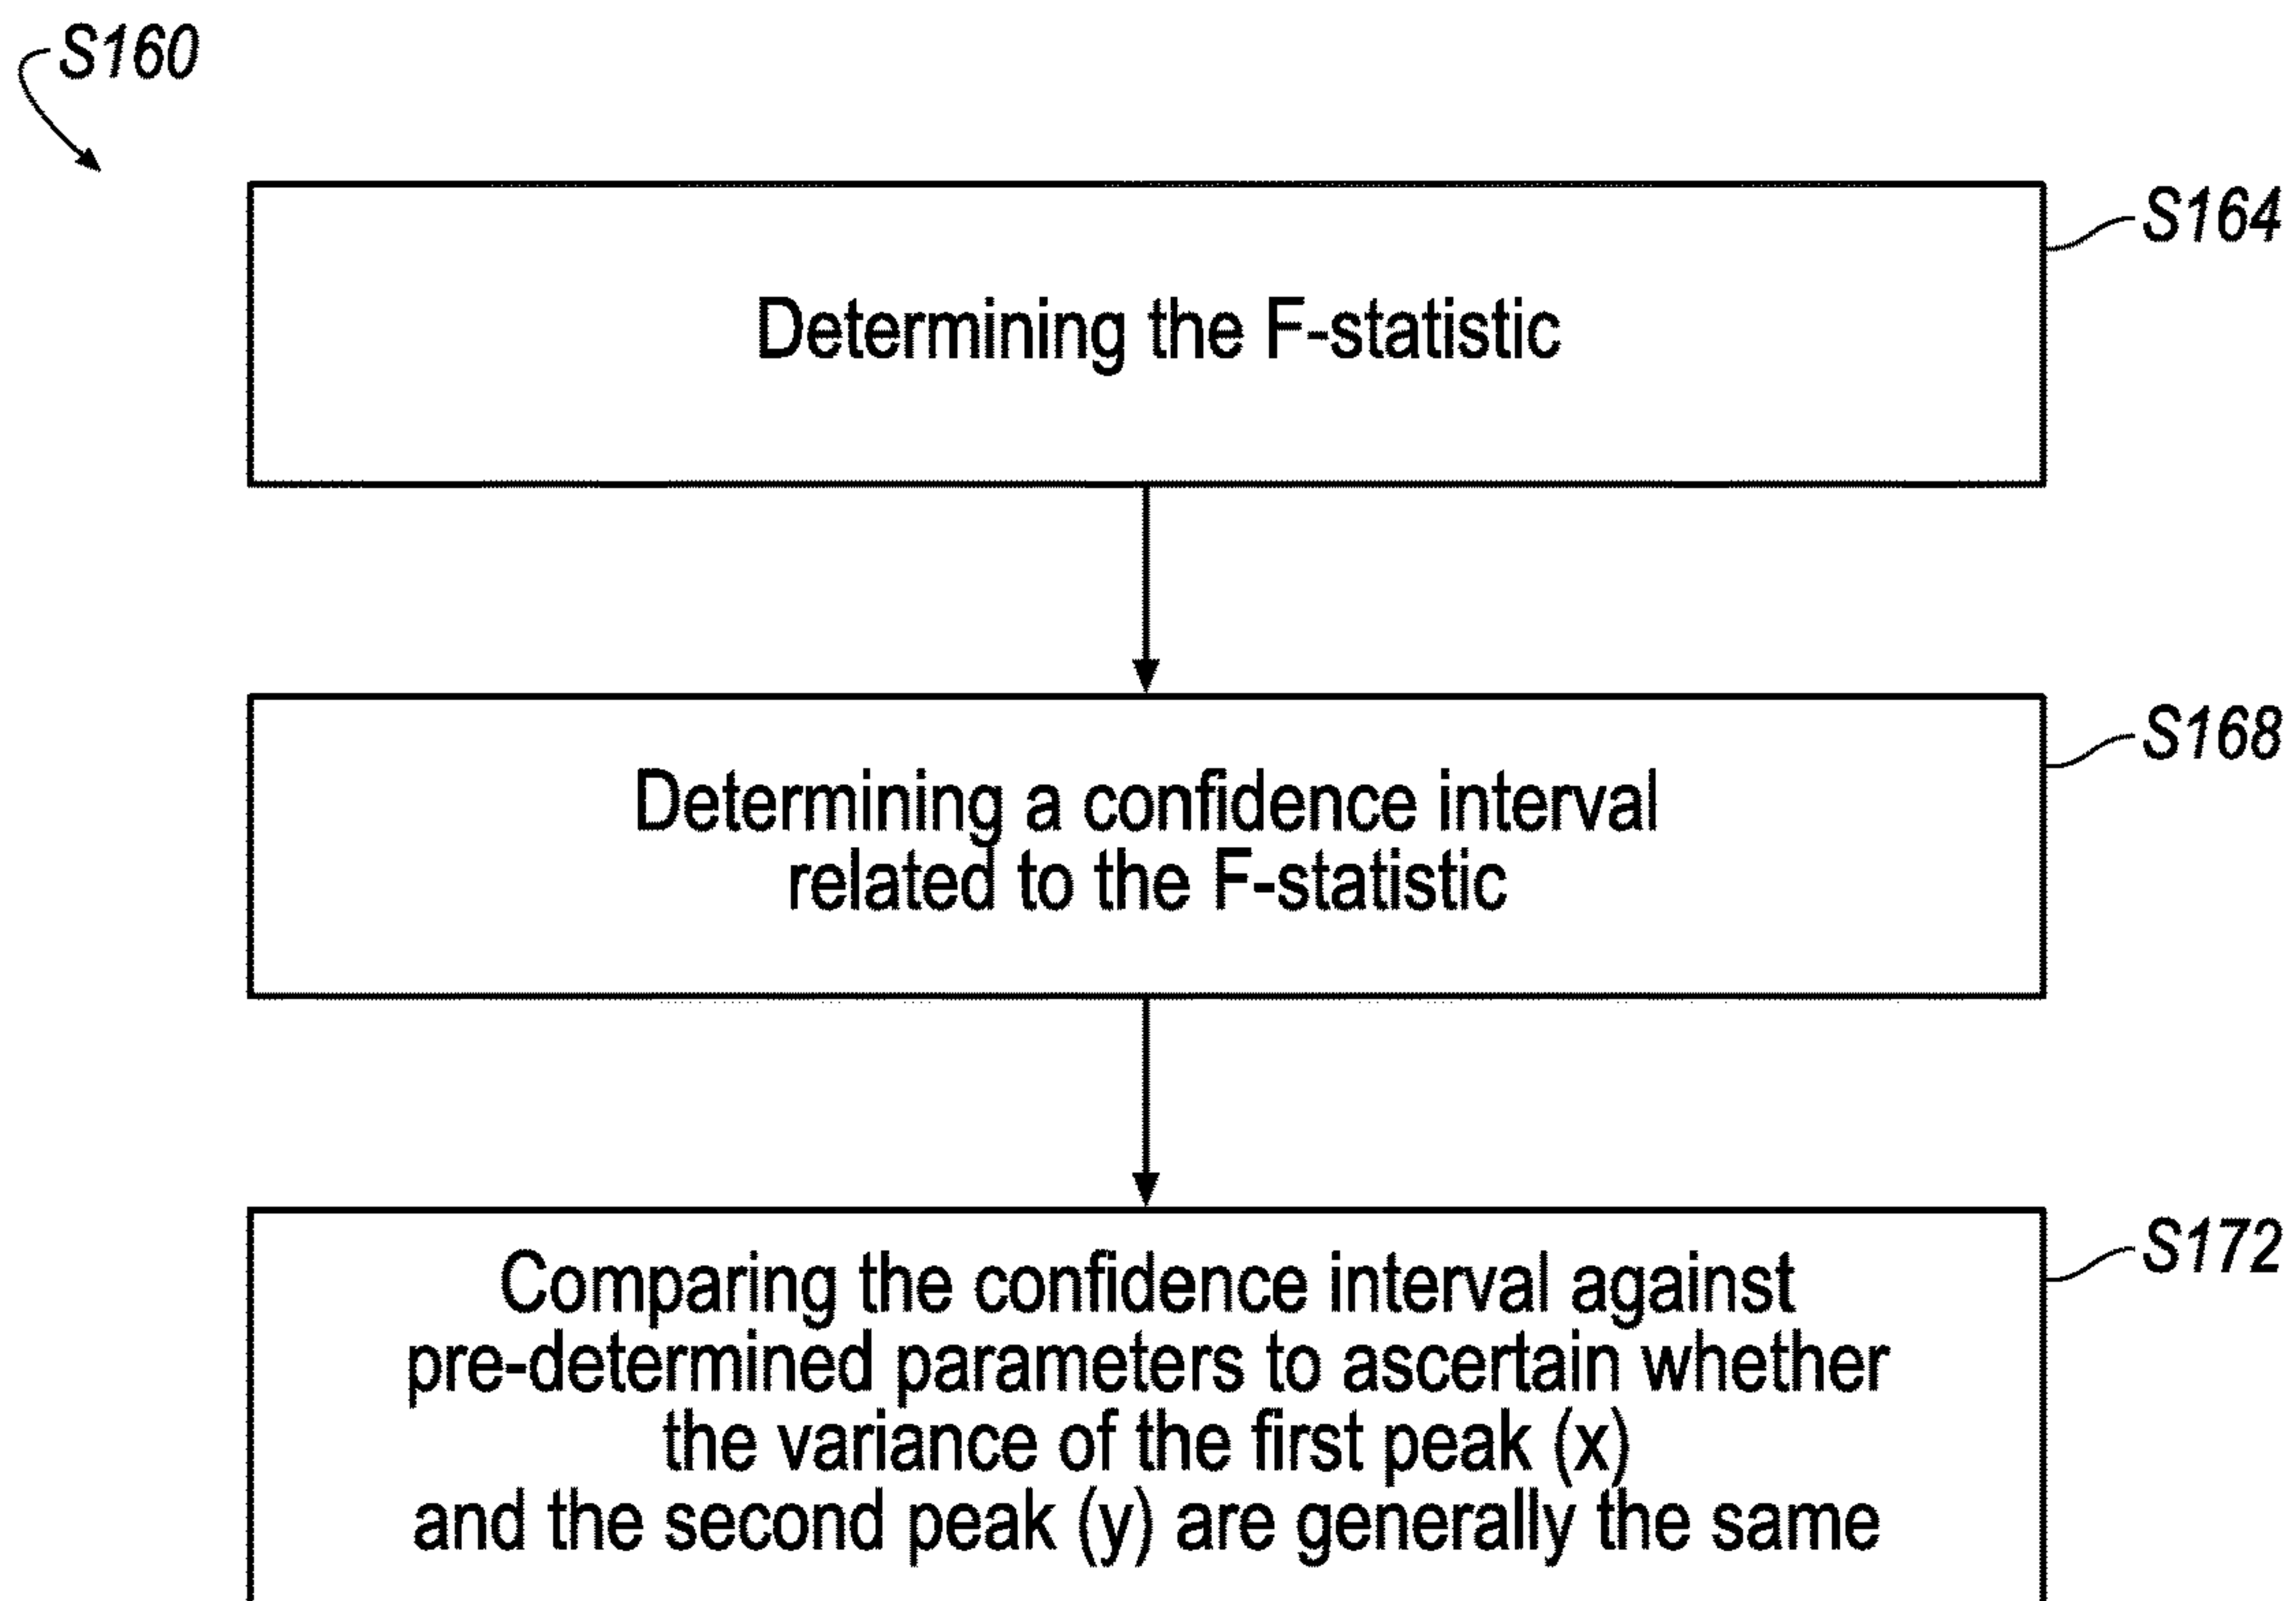 S160
S164
Determining the F-statistic
S168
Determining a confidence interval
related to the F-statistic
S172
Comparing the confidence interval against
pre-determined parameters to ascertain whether
the variance of the first peak (x)
and the second peak (y) are generally the same